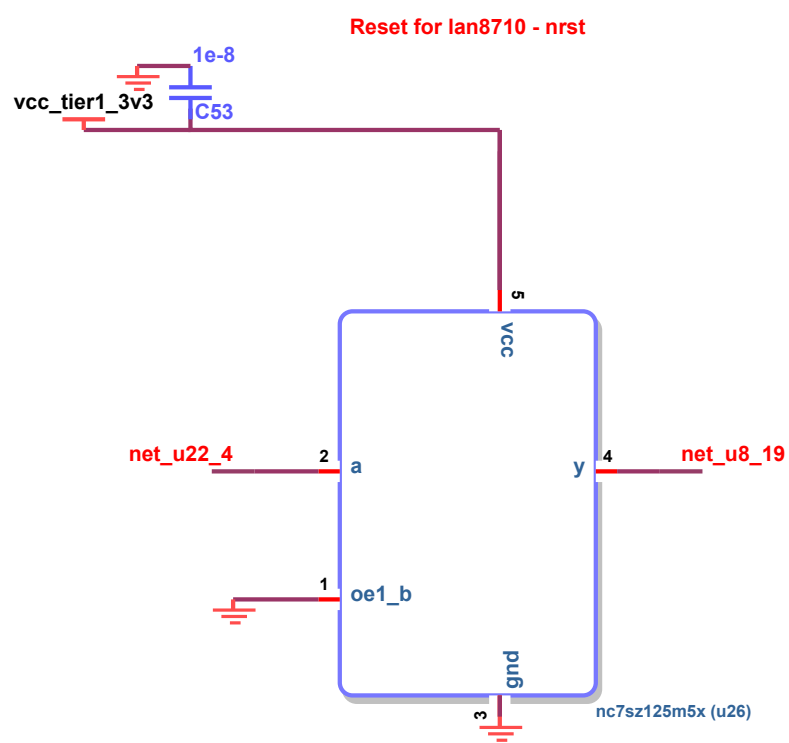 Reset for lan8710 - nrst
1e-8
vcc_tier1_3v3
C53
5
vcc
net_u22_4
2
a
y
4
net_u8_19
1
oe1_b
gnd
3
nc7sz125m5x (u26)